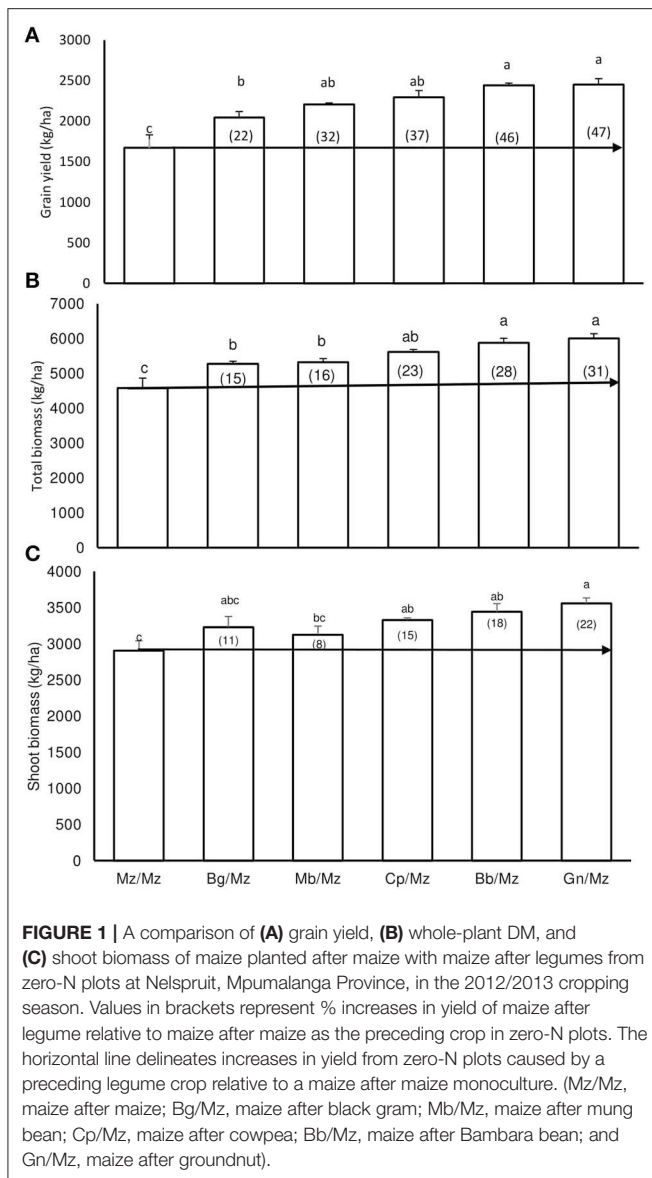 A
3000
2500
2000
1500
1000
500
0
Grain yield (kg/ha)
c b ab ab a a
(22) (32) (37) (46) (47)
B
7000
6000
5000
4000
3000
2000
1000
0
Total biomass (kg/ha)
c b b ab a a
(15) (16) (23) (28) (31)
C
4000
3500
3000
2500
2000
1500
1000
500
0
Shoot biomass (kg/ha)
c abc bc ab ab a
(11) (8) (15) (18) (22)
Mz/Mz Bg/Mz Mb/Mz Cp/Mz Bb/Mz Gn/Mz
FIGURE 1 | A comparison of (A) grain yield, (B) whole-plant DM, and
(C) shoot biomass of maize planted after maize with maize after legumes from
zero-N plots at Nelspruit, Mpumalanga Province, in the 2012/2013 cropping
season. Values in brackets represent % increases in yield of maize after
legume relative to maize after maize as the preceding crop in zero-N plots. The
horizontal line delineates increases in yield from zero-N plots caused by a
preceding legume crop relative to a maize after maize monoculture. (Mz/Mz,
maize after maize; Bg/Mz, maize after black gram; Mb/Mz, maize after mung
bean; Cp/Mz, maize after cowpea; Bb/Mz, maize after Bambara bean; and
Gn/Mz, maize after groundnut).